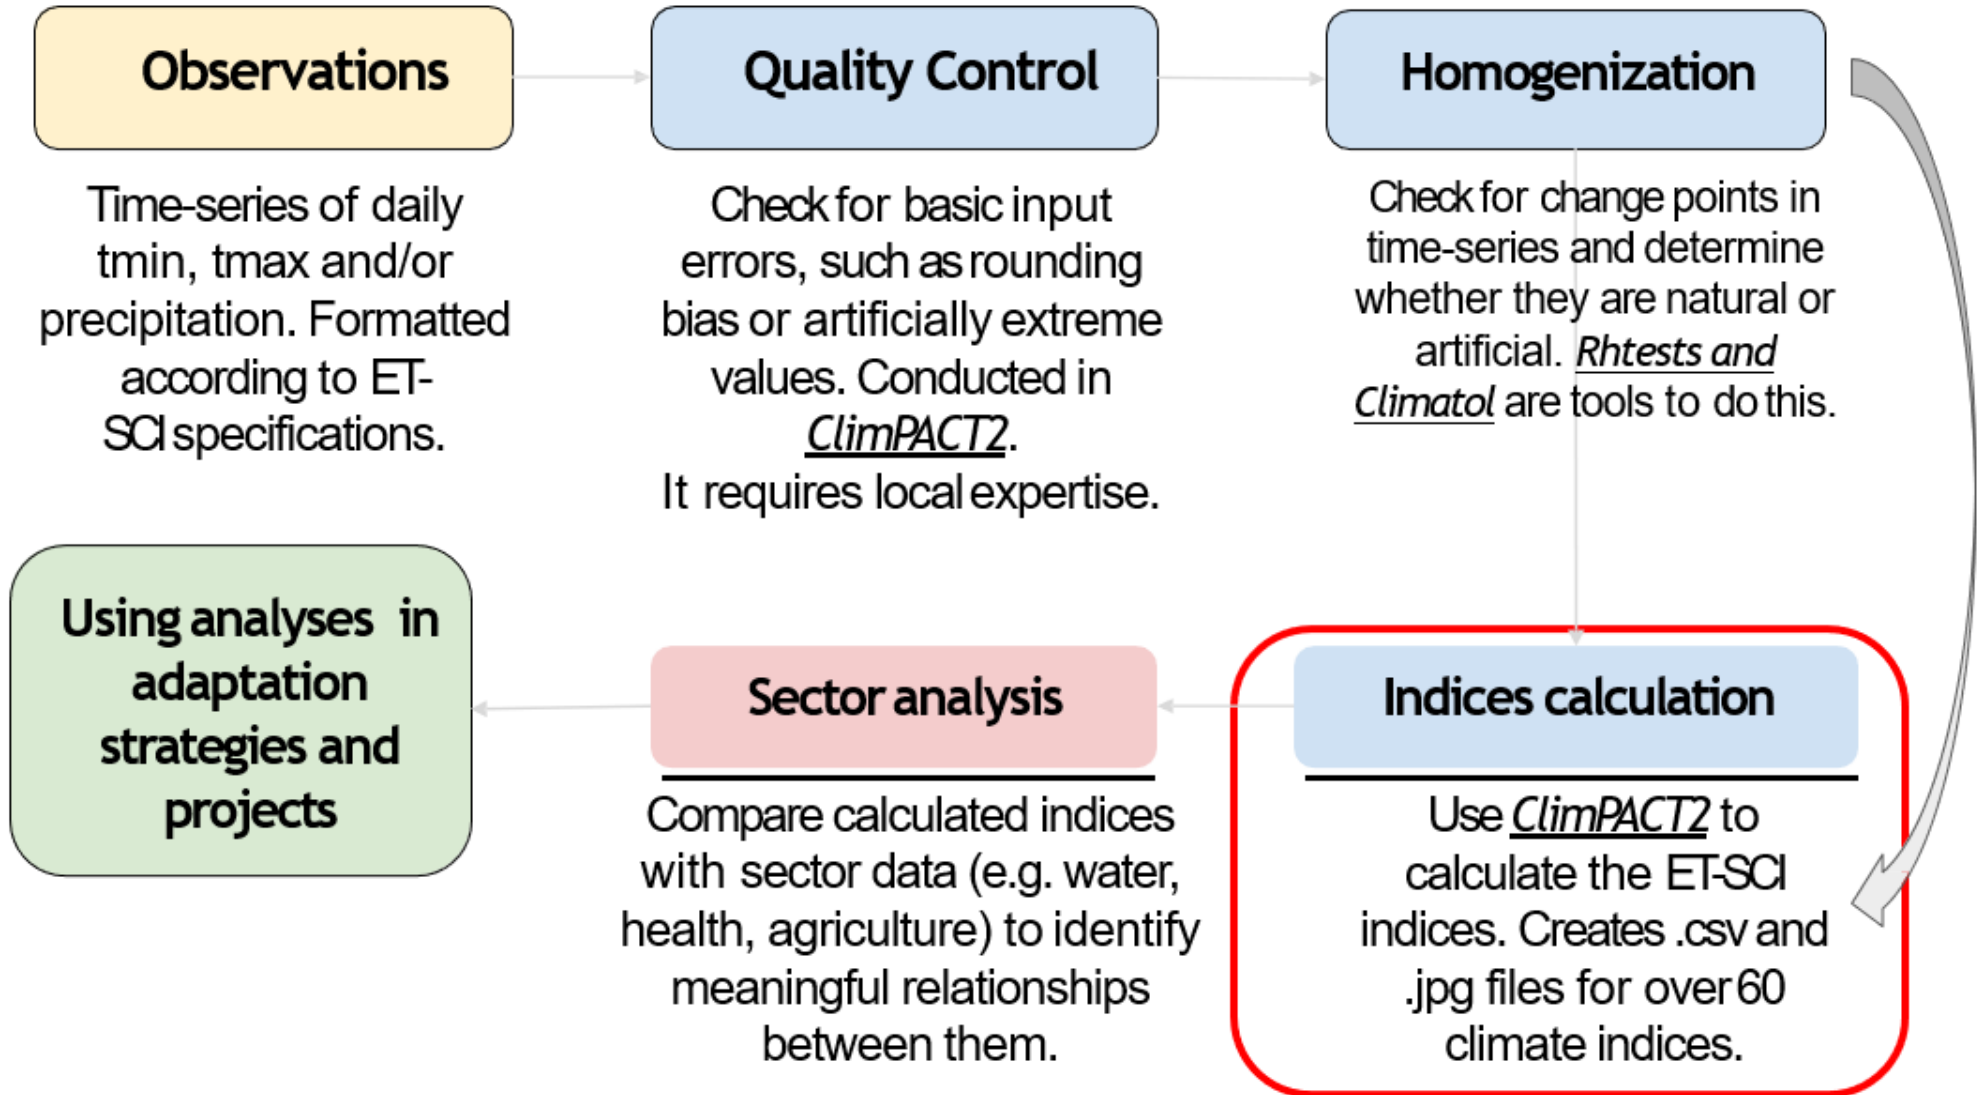 Observations
Time-series of daily
tmin, tmax and/or
precipitation. Formatted
according to ET-
SCI specifications.
Quality Control
Check for basic input
errors, such as rounding
bias or artificially extreme
values. Conducted in
ClimPACT2.
It requires local expertise.
Homogenization
Check for change points in
time-series and determine
whether they are natural or
artificial. Rhtests and
Climatol are tools to do this.
Indices calculation
Use ClimPACT2 to
calculate the ET-SCI
indices. Creates .csv and
.jpg files for over 60
climate indices.
Sector analysis
Compare calculated indices
with sector data (e.g. water,
health, agriculture) to identify
meaningful relationships
between them.
Using analyses in
adaptation
strategies and
projects